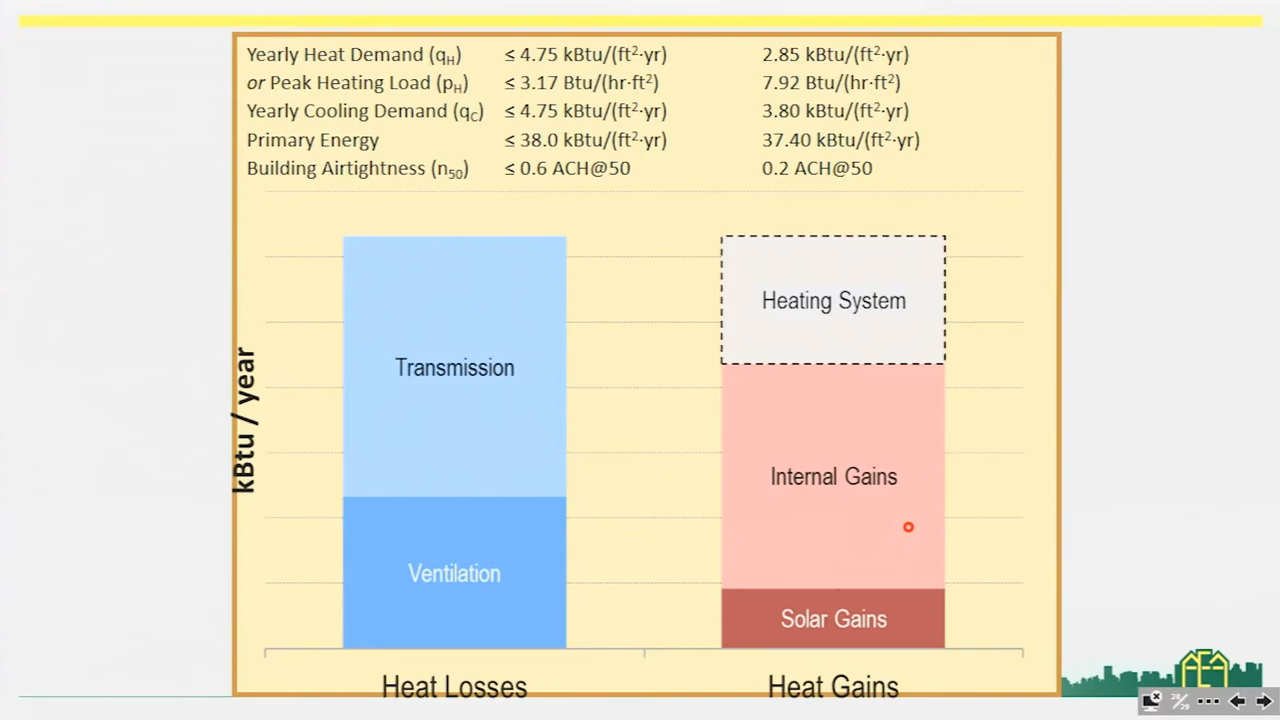 Yearly Heat Demand (qH) ≤ 4.75 kBtu/(ft²·yr) 2.85 kBtu/(ft²·yr)
or Peak Heating Load (pH) ≤ 3.17 Btu/(hr·ft²) 7.92 Btu/(hr·ft²)
Yearly Cooling Demand (qC) ≤ 4.75 kBtu/(ft²·yr) 3.80 kBtu/(ft²·yr)
Primary Energy ≤ 38.0 kBtu/(ft²·yr) 37.40 kBtu/(ft²·yr)
Building Airtightness (n50) ≤ 0.6 ACH@50 0.2 ACH@50
kBtu / year
Heating System
Transmission
Internal Gains
Ventilation
Solar Gains
Heat Losses
Heat Gains
AEA
28/29